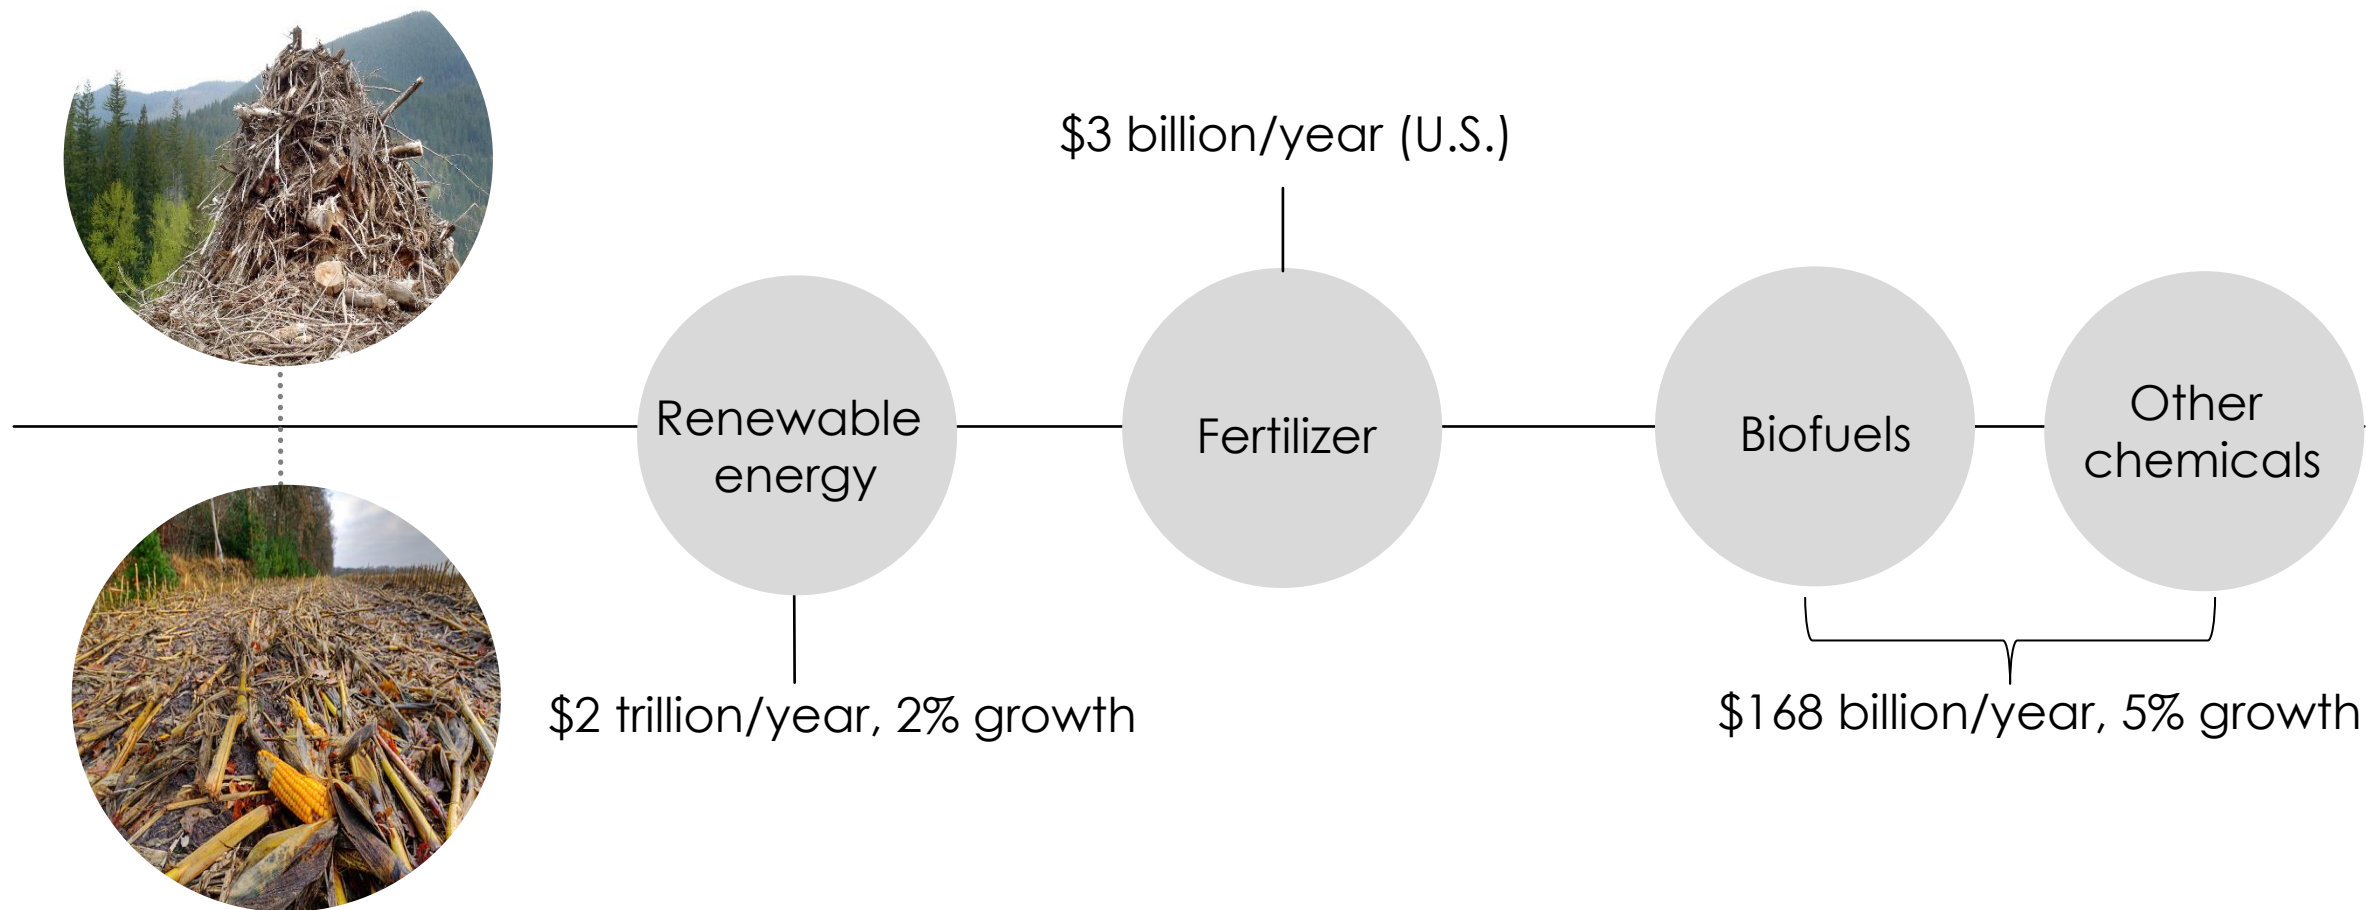 $3 billion/year (U.S.)
Renewable
energy
Fertilizer
Biofuels
Other
chemicals
$2 trillion/year, 2% growth
$168 billion/year, 5% growth